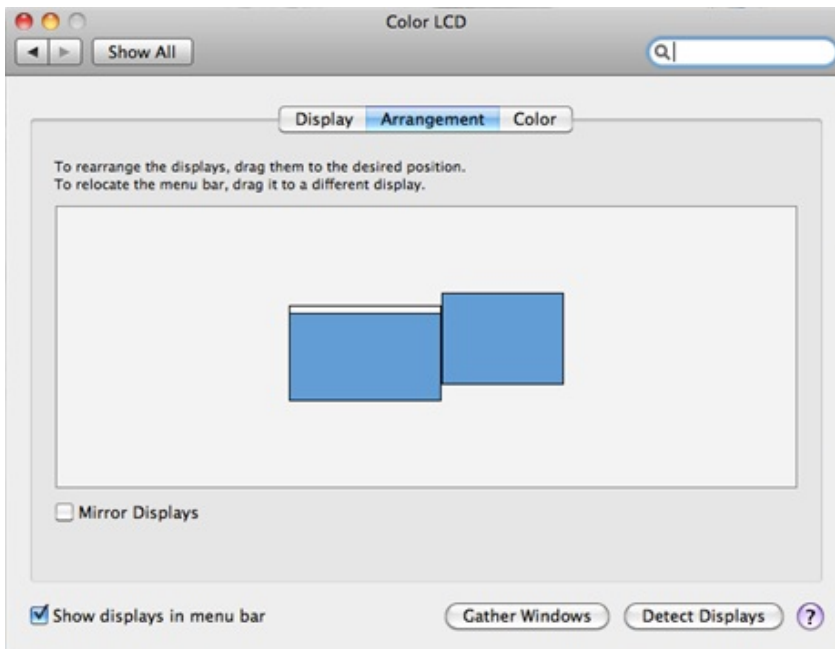 Color LCD
Show All
Display Arrangement Color
To rearrange the displays, drag them to the desired position.
To relocate the menu bar, drag it to a different display.
Mirror Displays
Show displays in menu bar Gather Windows Detect Displays ?